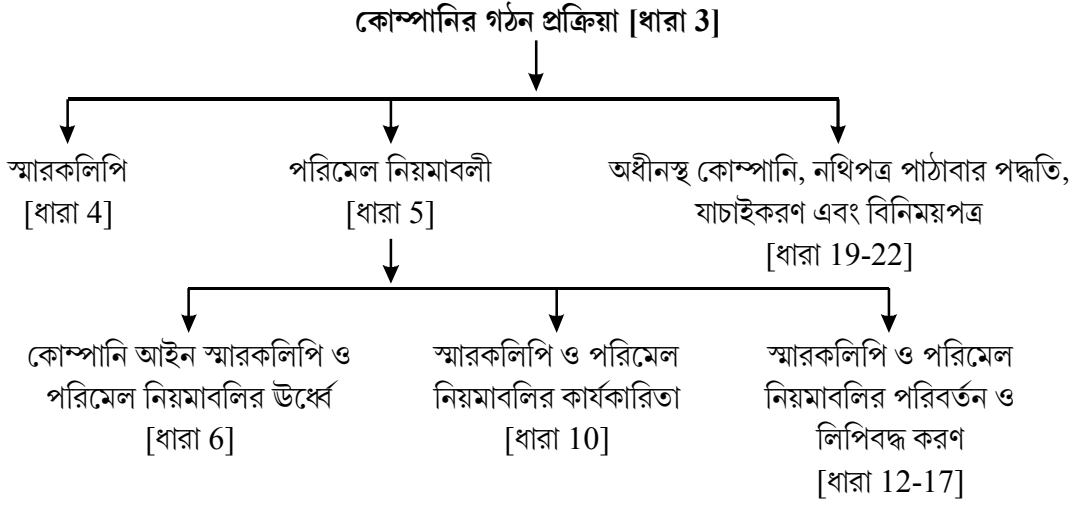 কোম্পানির গঠন প্রক্রিয়া [ধারা 3]
স্মারকলিপি
[ধারা 4]
পরিমেল নিয়মাবলী
[ধারা 5]
অধীনস্থ কোম্পানি, নথিপত্র পাঠাবার পদ্ধতি,
যাচাইকরণ এবং বিনিময়পত্র
[ধারা 19-22]
কোম্পানি আইন স্মারকলিপি ও
পরিমেল নিয়মাবলির ঊর্ধ্বে
[ধারা 6]
স্মারকলিপি ও পরিমেল
নিয়মাবলির কার্যকারিতা
[ধারা 10]
স্মারকলিপি ও পরিমেল
নিয়মাবলির পরিবর্তন ও
লিপিবদ্ধ করণ
[ধারা 12-17]